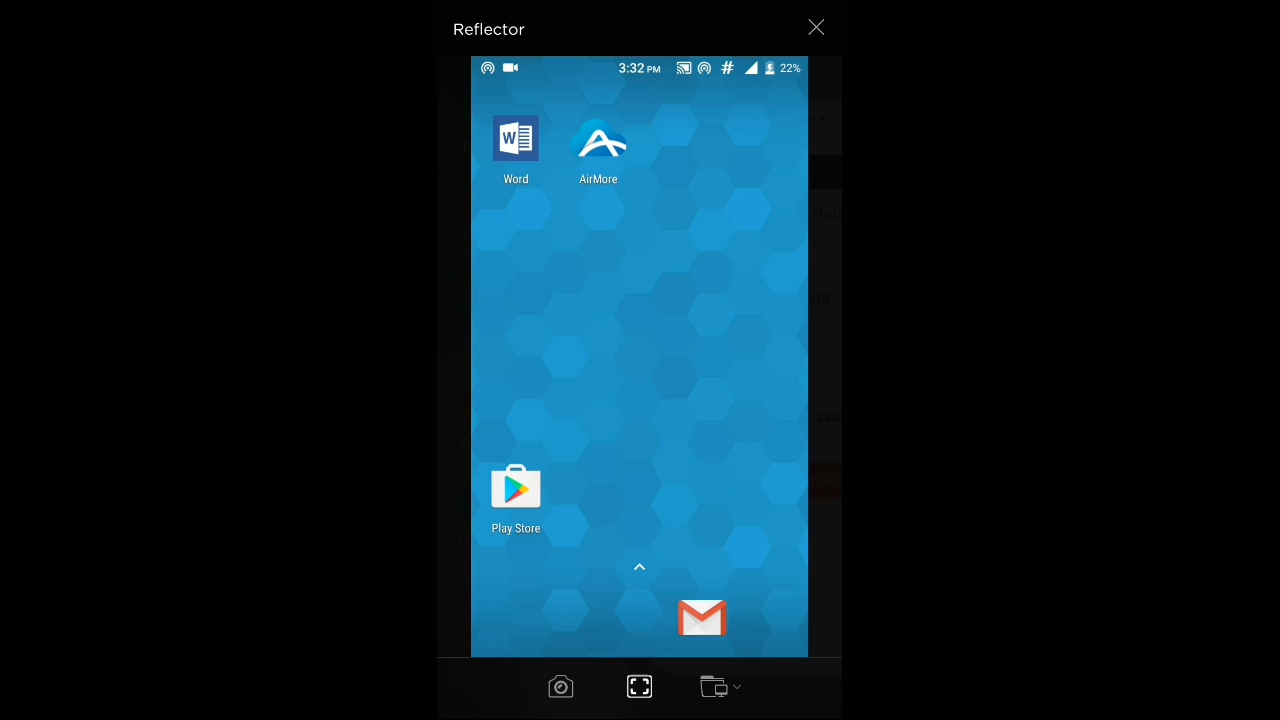 Reflector
3:32 PM # 22%
W
Word
AirMore
Play Store